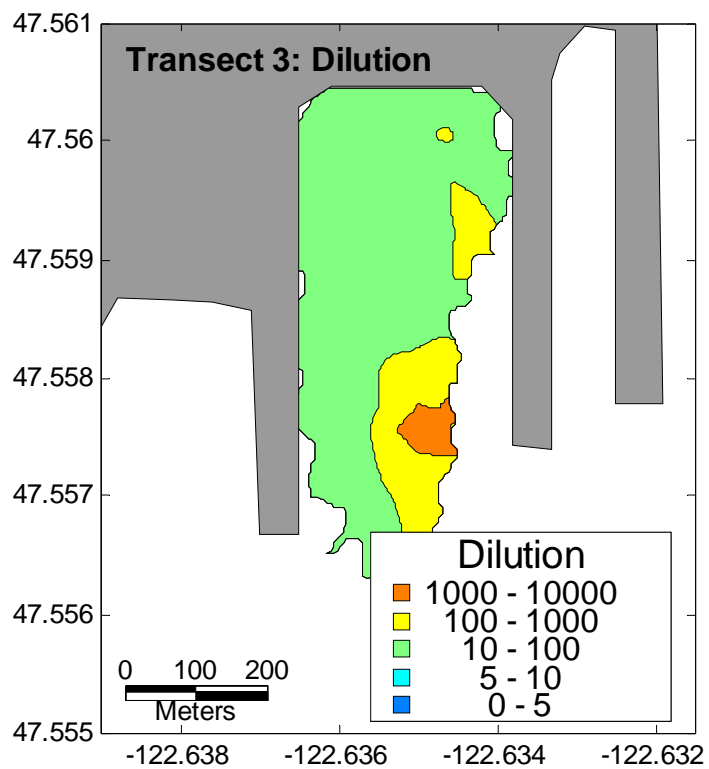 47.561
Transect 3: Dilution
47.56
47.559
47.558
47.557
47.556
47.555
Dilution
1000 - 10000
100 - 1000
10 - 100
5 - 10
0 - 5
0 100 200
Meters
-122.638 -122.636 -122.634 -122.632